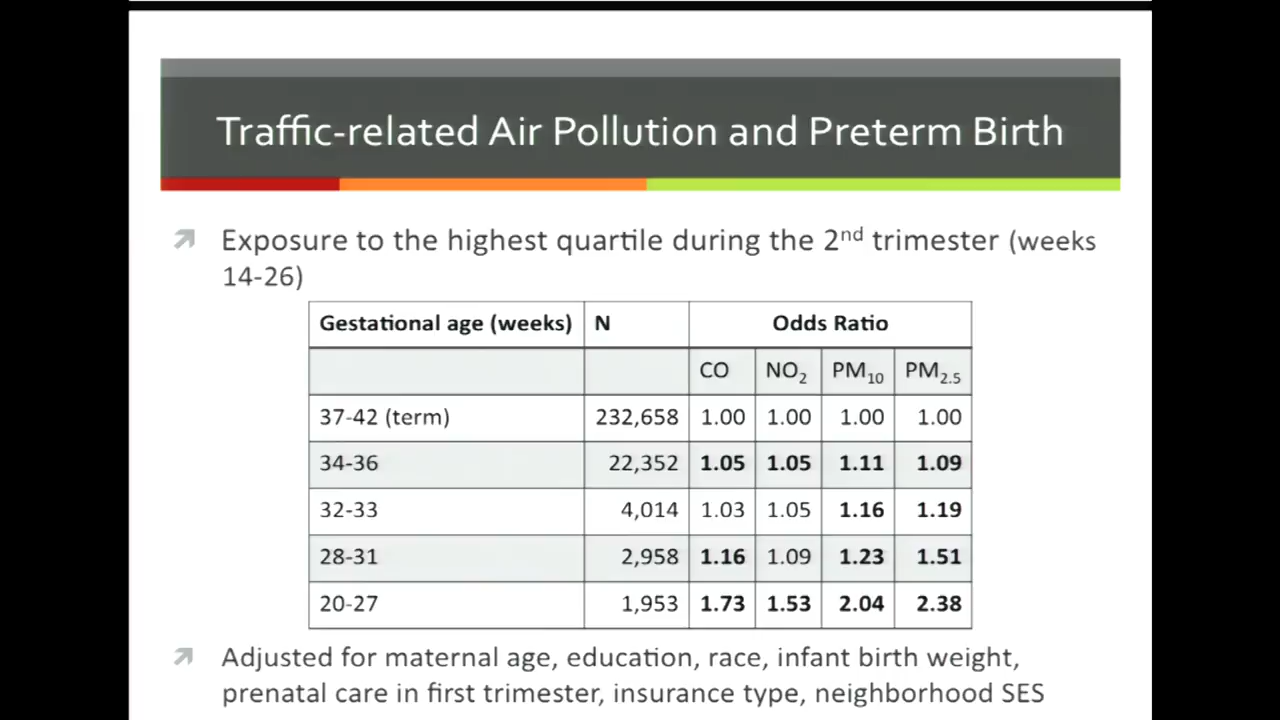 Traffic-related Air Pollution and Preterm Birth
Exposure to the highest quartile during the 2nd trimester (weeks
14-26)
Gestational age (weeks) N Odds Ratio
CO NO2 PM10 PM2.5
37-42 (term) 232,658 1.00 1.00 1.00 1.00
34-36 22,352 1.05 1.05 1.11 1.09
32-33 4,014 1.03 1.05 1.16 1.19
28-31 2,958 1.16 1.09 1.23 1.51
20-27 1,953 1.73 1.53 2.04 2.38
Adjusted for maternal age, education, race, infant birth weight,
prenatal care in first trimester, insurance type, neighborhood SES